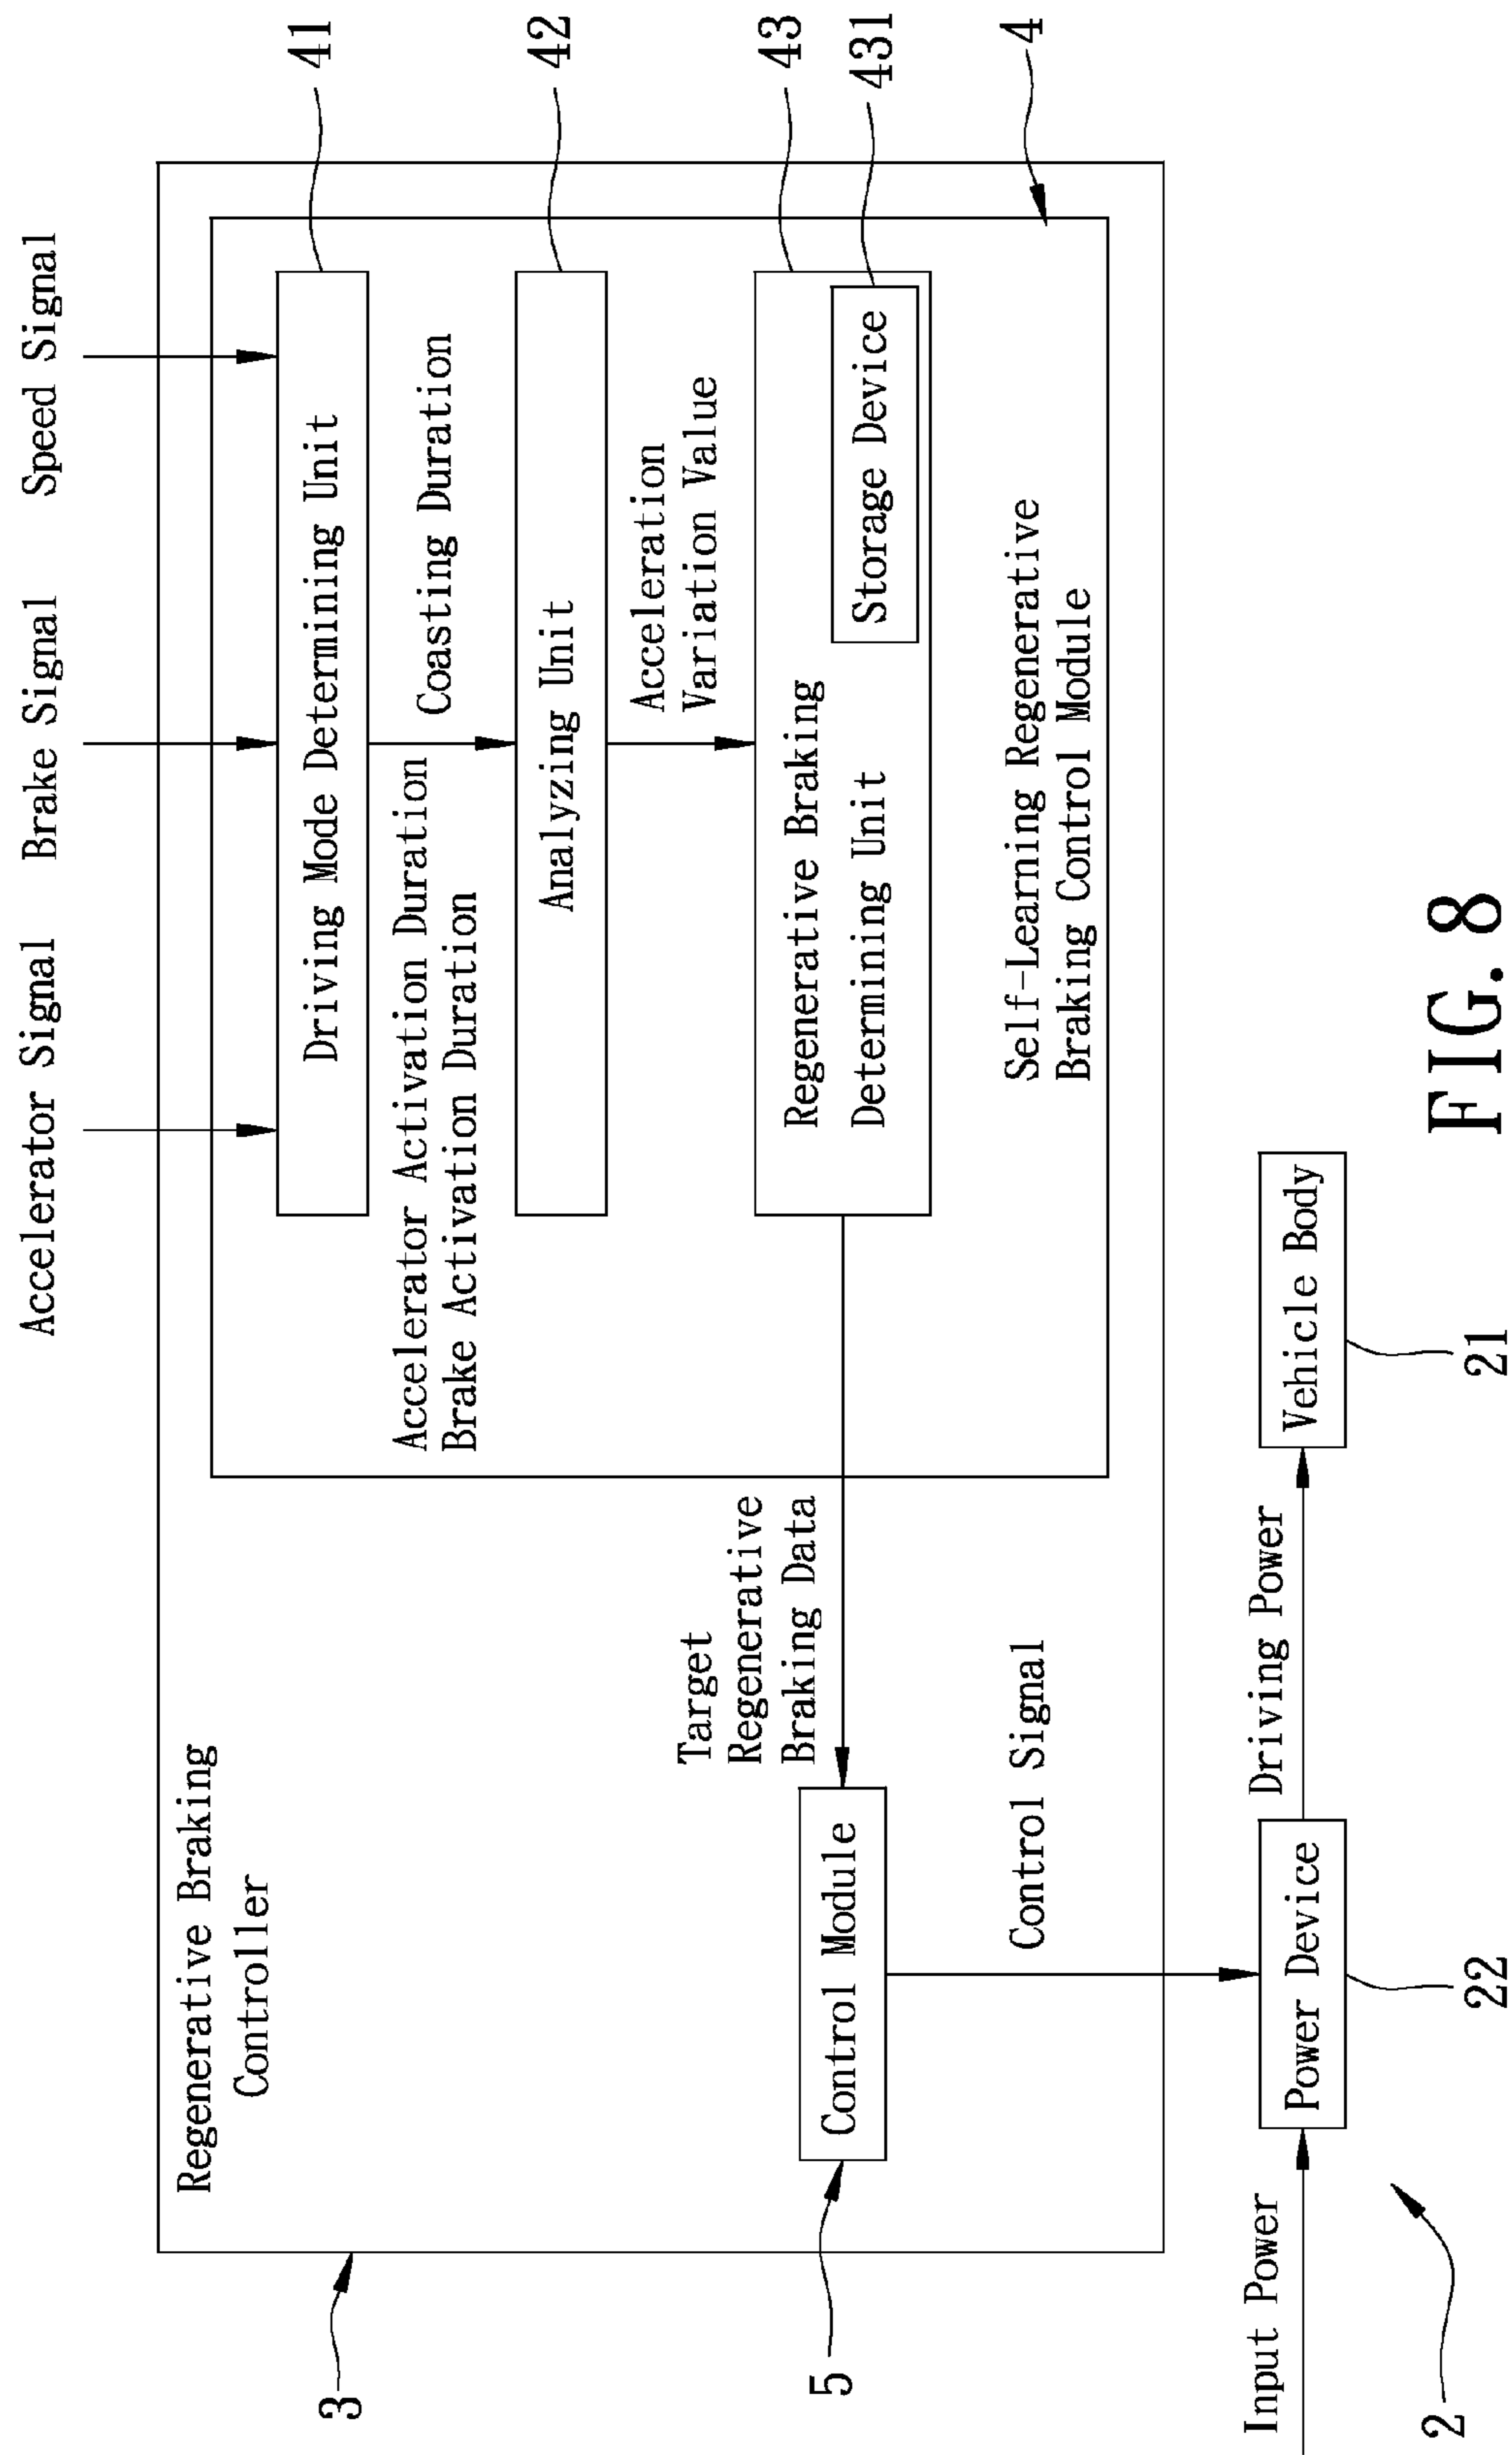 Accelerator Signal
Brake Signal
Speed Signal
Regenerative Braking
Controller
3
Driving Mode Determining Unit
41
Accelerator Activation Duration
Brake Activation Duration
Coasting Duration
Analyzing Unit
42
Acceleration
Variation Value
Regenerative Braking
Determining Unit
43
Storage Device
431
Self-Learning Regenerative
Braking Control Module
4
Target
Regenerative
Braking Data
Control Module
5
Control Signal
Input Power
Power Device
22
Driving Power
Vehicle Body
21
2
FIG. 8